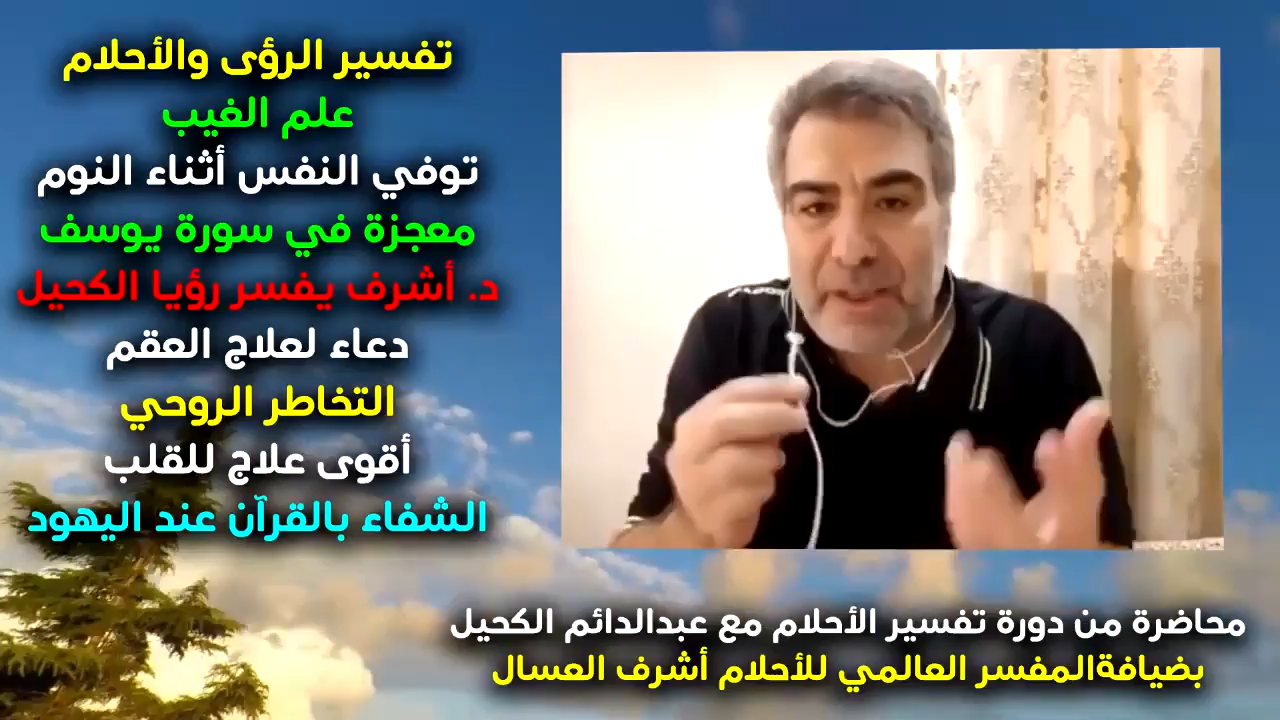 تفسير الرؤى والأحلام
علم الغيب
توفي النفس أثناء النوم
معجزة في سورة يوسف
د. أشرف يفسر رؤيا الكحيل
دعاء لعلاج العقم
التخاطر الروحي
أقوى علاج للقلب
الشفاء بالقرآن عند اليهود
محاضرة من دورة تفسير الأحلام مع عبدالدائم الكحيل
بضيافةالمفسر العالمي للأحلام أشرف العسال